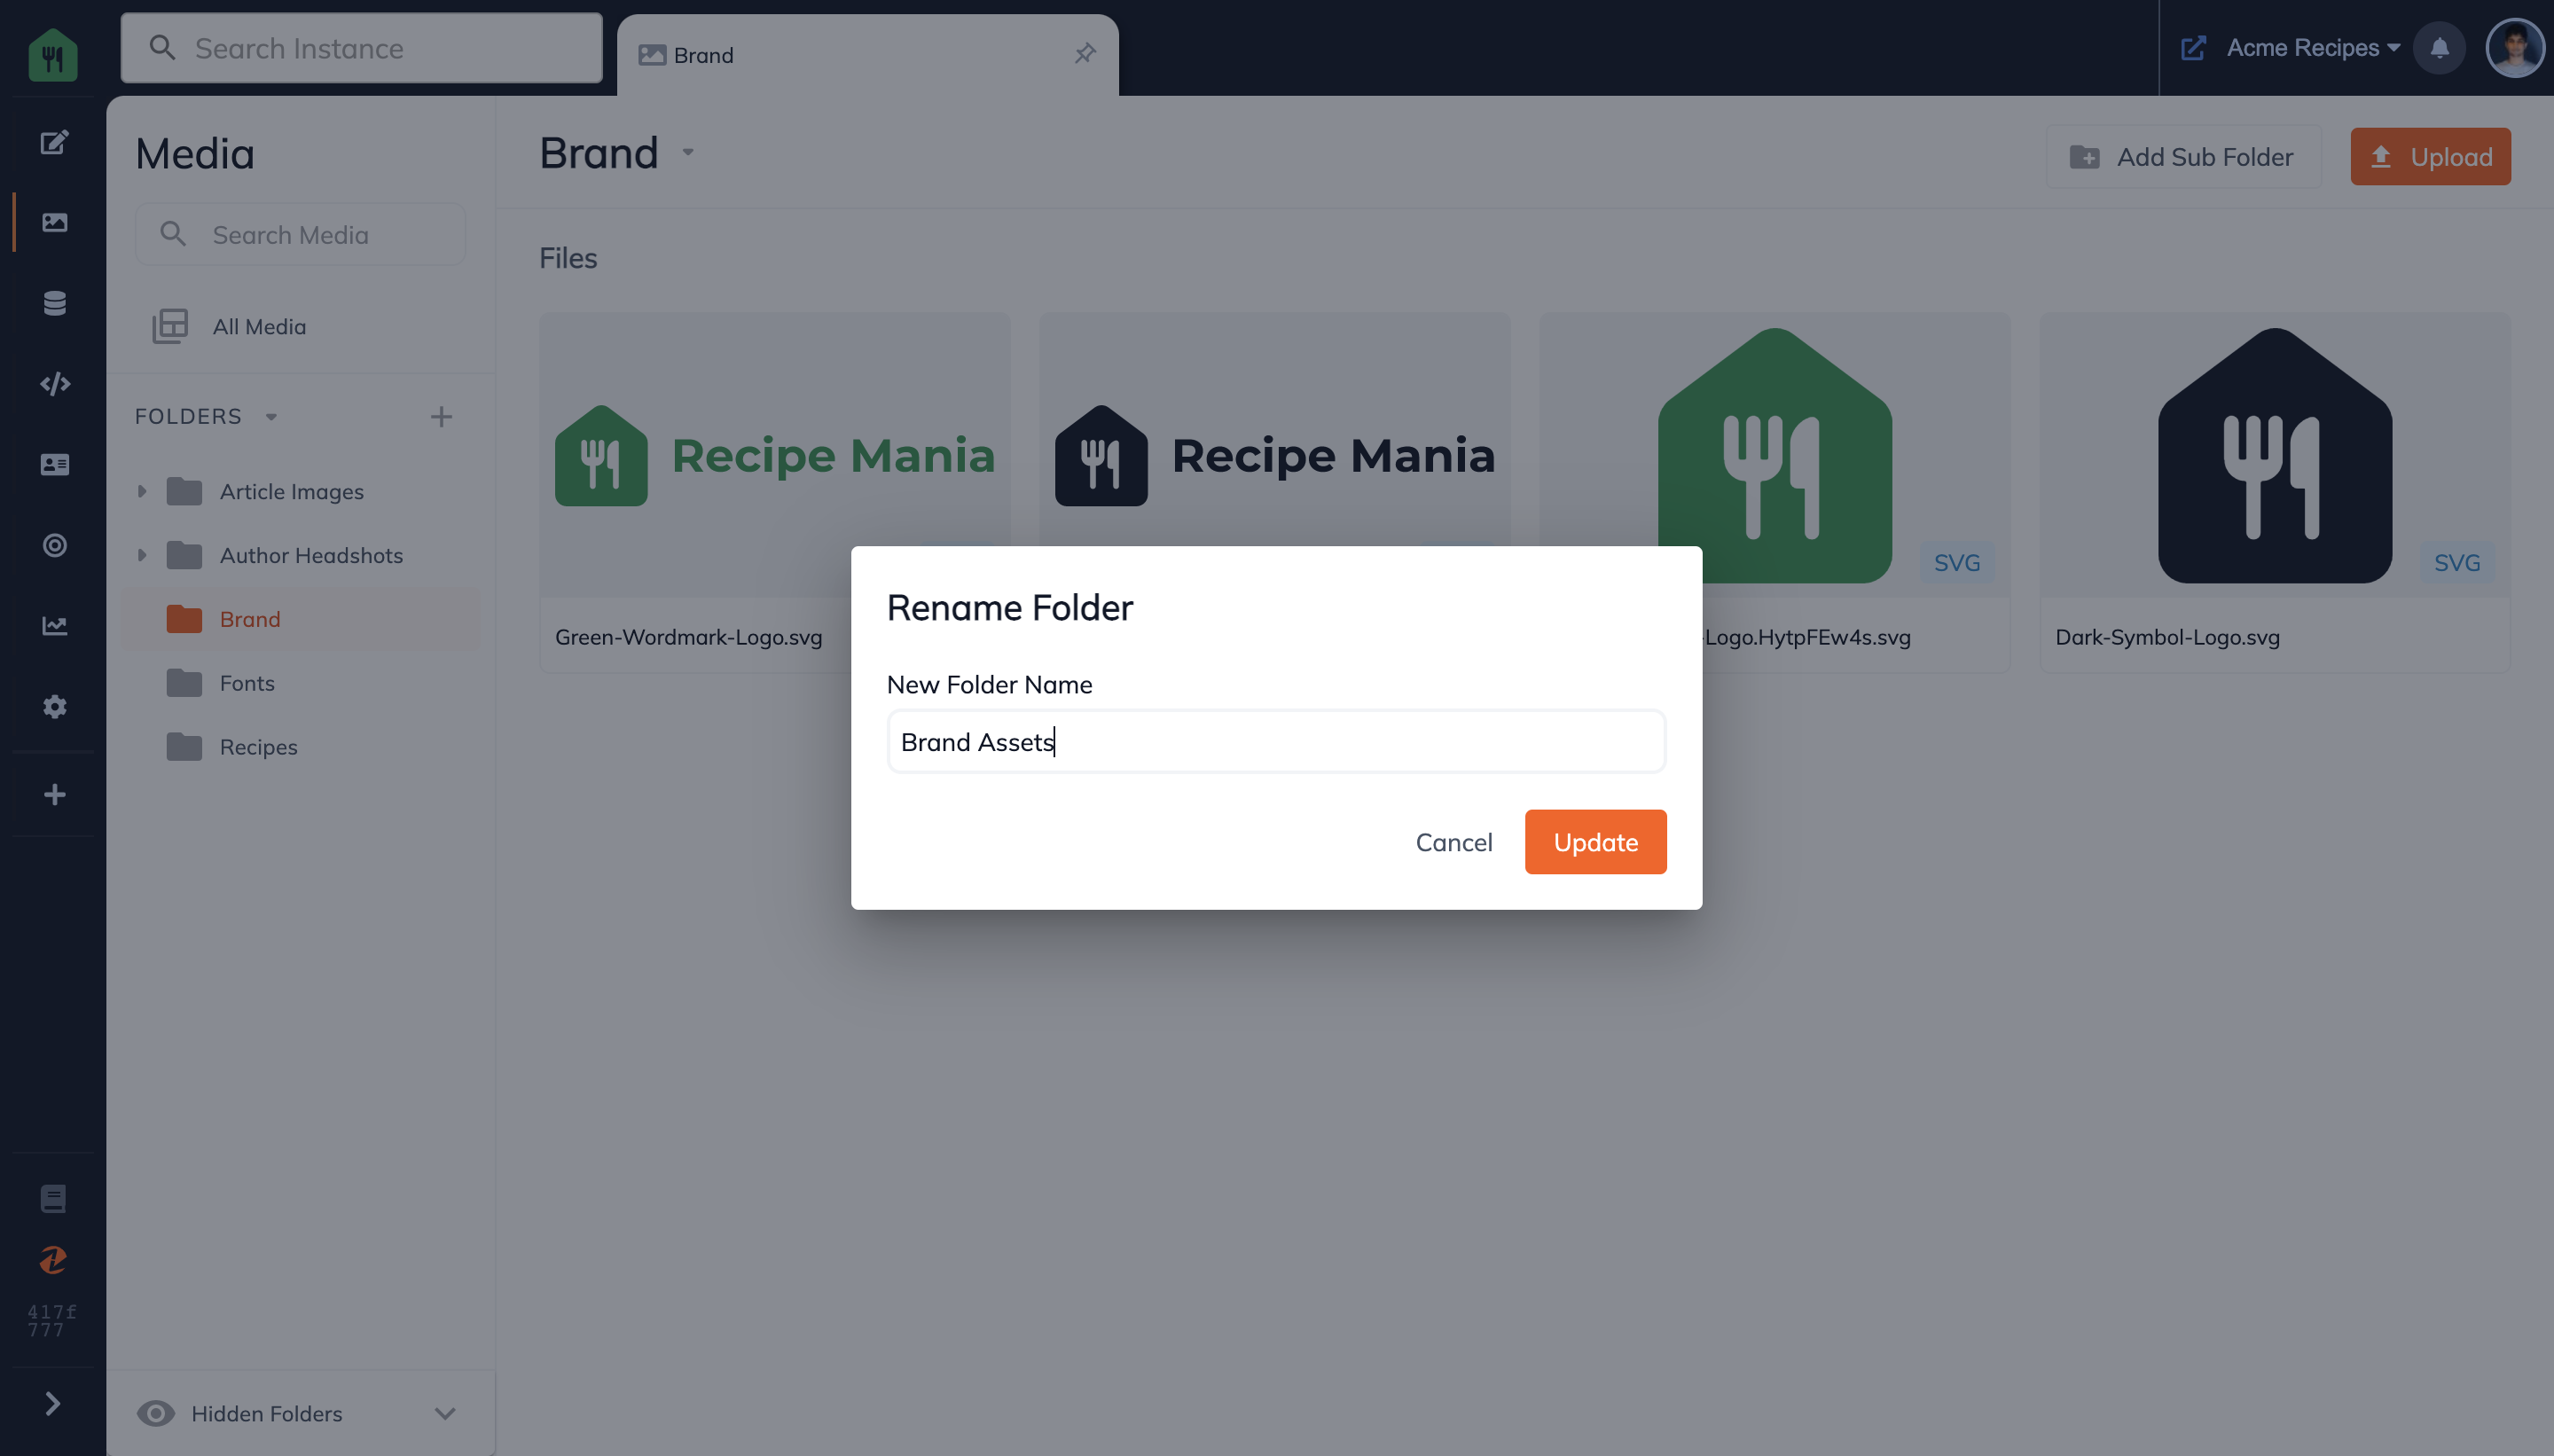 Search Instance
Brand
Acme Recipes
Media
Search Media
All Media
FOLDERS
Article Images
Author Headshots
Brand
Fonts
Recipes
417f
777
Hidden Folders
Brand
Add Sub Folder
Upload
Files
Recipe Mania
Recipe Mania
SVG
SVG
Green-Wordmark-Logo.svg
-Logo.HytpFEw4s.svg
Dark-Symbol-Logo.svg
Rename Folder
New Folder Name
Brand Assets
Cancel
Update